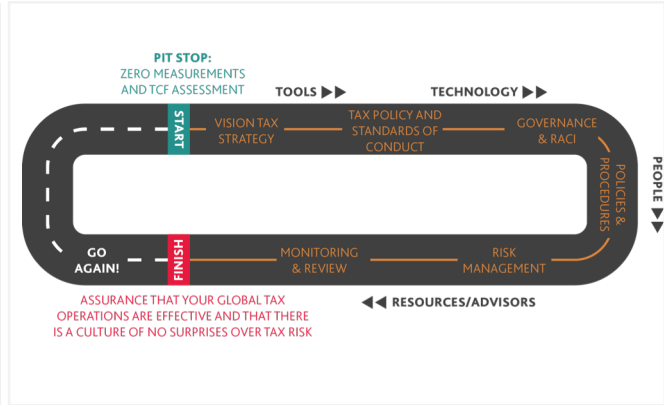 PIT STOP:
ZERO MEASUREMENTS
AND TCF ASSESSMENT
TOOLS
TECHNOLOGY
START
VISION TAX
STRATEGY
TAX POLICY AND
STANDARDS OF
CONDUCT
GOVERNANCE
& RACI
POLICIES &
PROCEDURES
PEOPLE
RISK
MANAGEMENT
MONITORING
& REVIEW
FINISH
GO
AGAIN!
RESOURCES/ADVISORS
ASSURANCE THAT YOUR GLOBAL TAX
OPERATIONS ARE EFFECTIVE AND THAT THERE
IS A CULTURE OF NO SURPRISES OVER TAX RISK